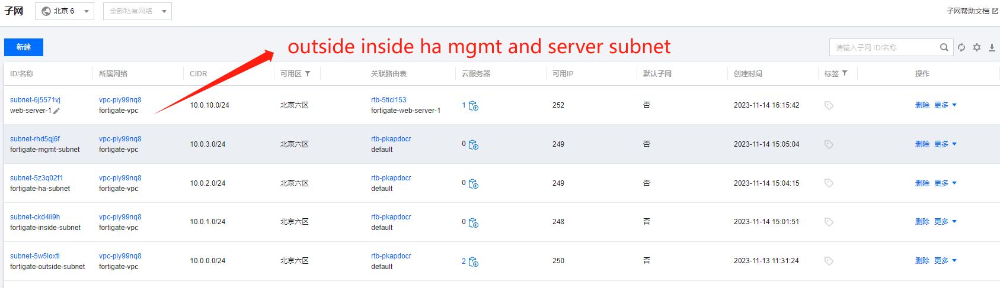 子网 北京 6 全部私有网络 子网帮助文档
新建 outside inside ha mgmt and server subnet 请输入子网 ID/名称
ID/名称 所属网络 CIDR 可用区 关联路由表 云服务器 可用IP 默认子网 创建时间 标签 操作
subnet-6j5571vj vpc-piy99nq8 rtb-5ticl153
web-server-1 fortigate-vpc 10.0.10.0/24 北京六区 fortigate-web-server-1 1 252 否 2023-11-14 16:15:42 删除 更多
subnet-rhd5qj6f vpc-piy99nq8 rtb-pkapdocr
fortigate-mgmt-subnet fortigate-vpc 10.0.3.0/24 北京六区 default 0 249 否 2023-11-14 15:05:04 删除 更多
subnet-5z3q02f1 vpc-piy99nq8 rtb-pkapdocr
fortigate-ha-subnet fortigate-vpc 10.0.2.0/24 北京六区 default 0 249 否 2023-11-14 15:04:15 删除 更多
subnet-ckd4ii9h vpc-piy99nq8 rtb-pkapdocr
fortigate-inside-subnet fortigate-vpc 10.0.1.0/24 北京六区 default 0 248 否 2023-11-14 15:01:51 删除 更多
subnet-5w5loxtl vpc-piy99nq8 rtb-pkapdocr
fortigate-outside-subnet fortigate-vpc 10.0.0.0/24 北京六区 default 2 250 否 2023-11-13 11:31:24 删除 更多